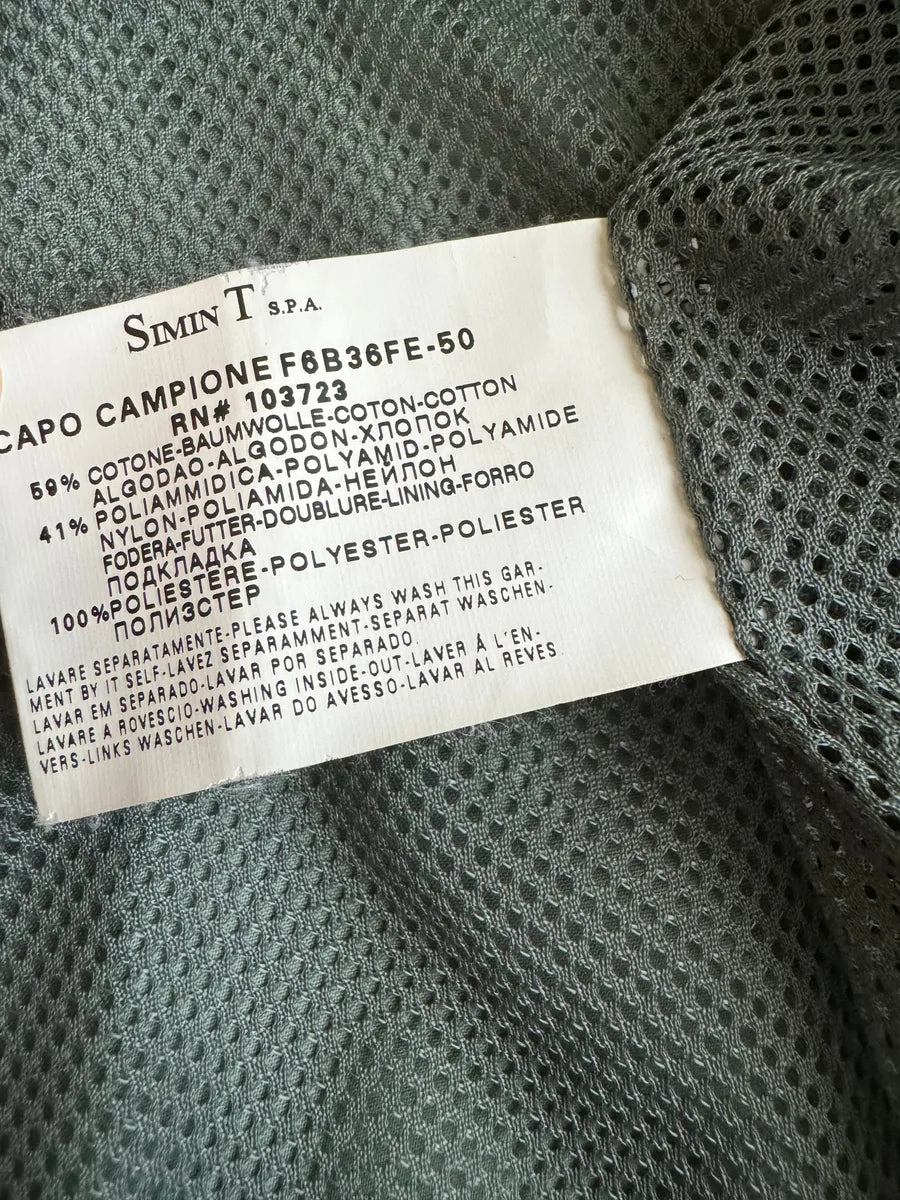 SIMIN T S.P.A.
CAPO CAMPIONE F6B36FE-50
RN# 103723
59% COTONE-BAUMWOLLE-COTON-COTTON
ALGODAO-ALGODON-ХЛОПОК
41% POLIAMMIDICA-POLYAMID-POLYAMIDE
NYLON-POLIAMIDA-НЕЙЛОН
FODERA-FUTTER-DOUBLURE-LINING-FORRO
ПОДКЛАДКА
100%POLIESTERE-POLYESTER-POLIESTER
ПОЛИЭСТЕР
LAVARE SEPARATAMENTE-PLEASE ALWAYS WASH THIS GAR-
MENT BY IT SELF-LAVEZ SEPARAMMENT-SEPARAT WASCHEN-
LAVAR EM SEPARADO-LAVAR POR SEPARADO.
LAVARE A ROVESCIO-WASHING INSIDE-OUT-LAVER À L'EN-
VERS-LINKS WASCHEN-LAVAR DO AVESSO-LAVAR AL REVES.